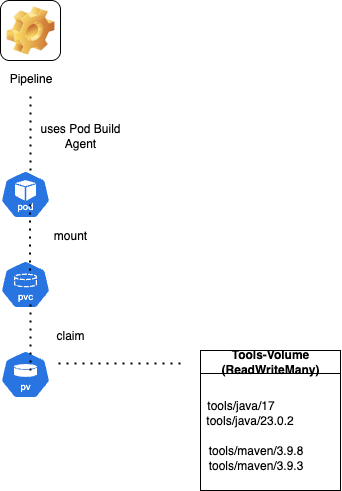 Pipeline
uses Pod Build
Agent
pod
mount
pvc
claim
pv
Tools-Volume
(ReadWriteMany)
tools/java/17
tools/java/23.0.2
tools/maven/3.9.8
tools/maven/3.9.3